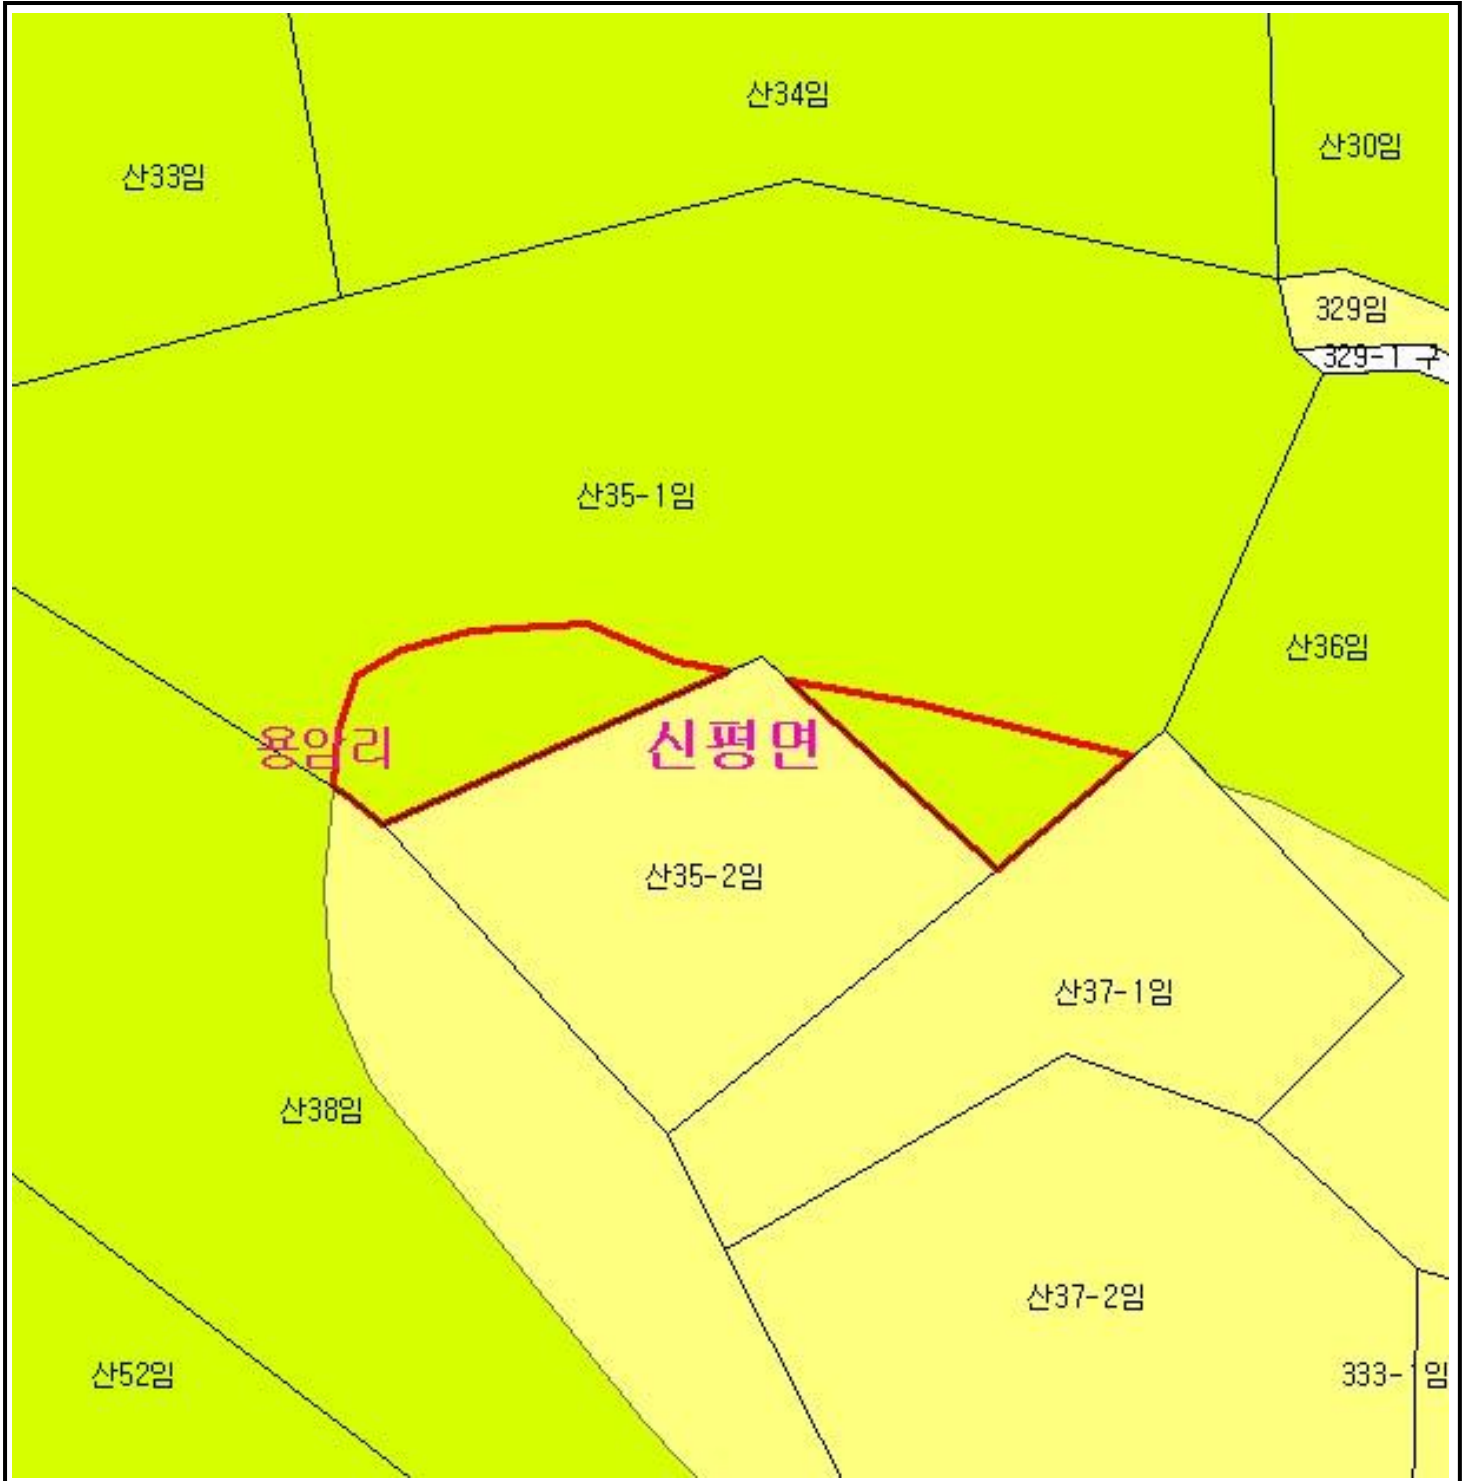 산34임
산30임
산33임
329임
329-1 구
산35-1임
산36임
용암리
신평면
산35-2임
산37-1임
산38임
산37-2임
산52임
333-1임